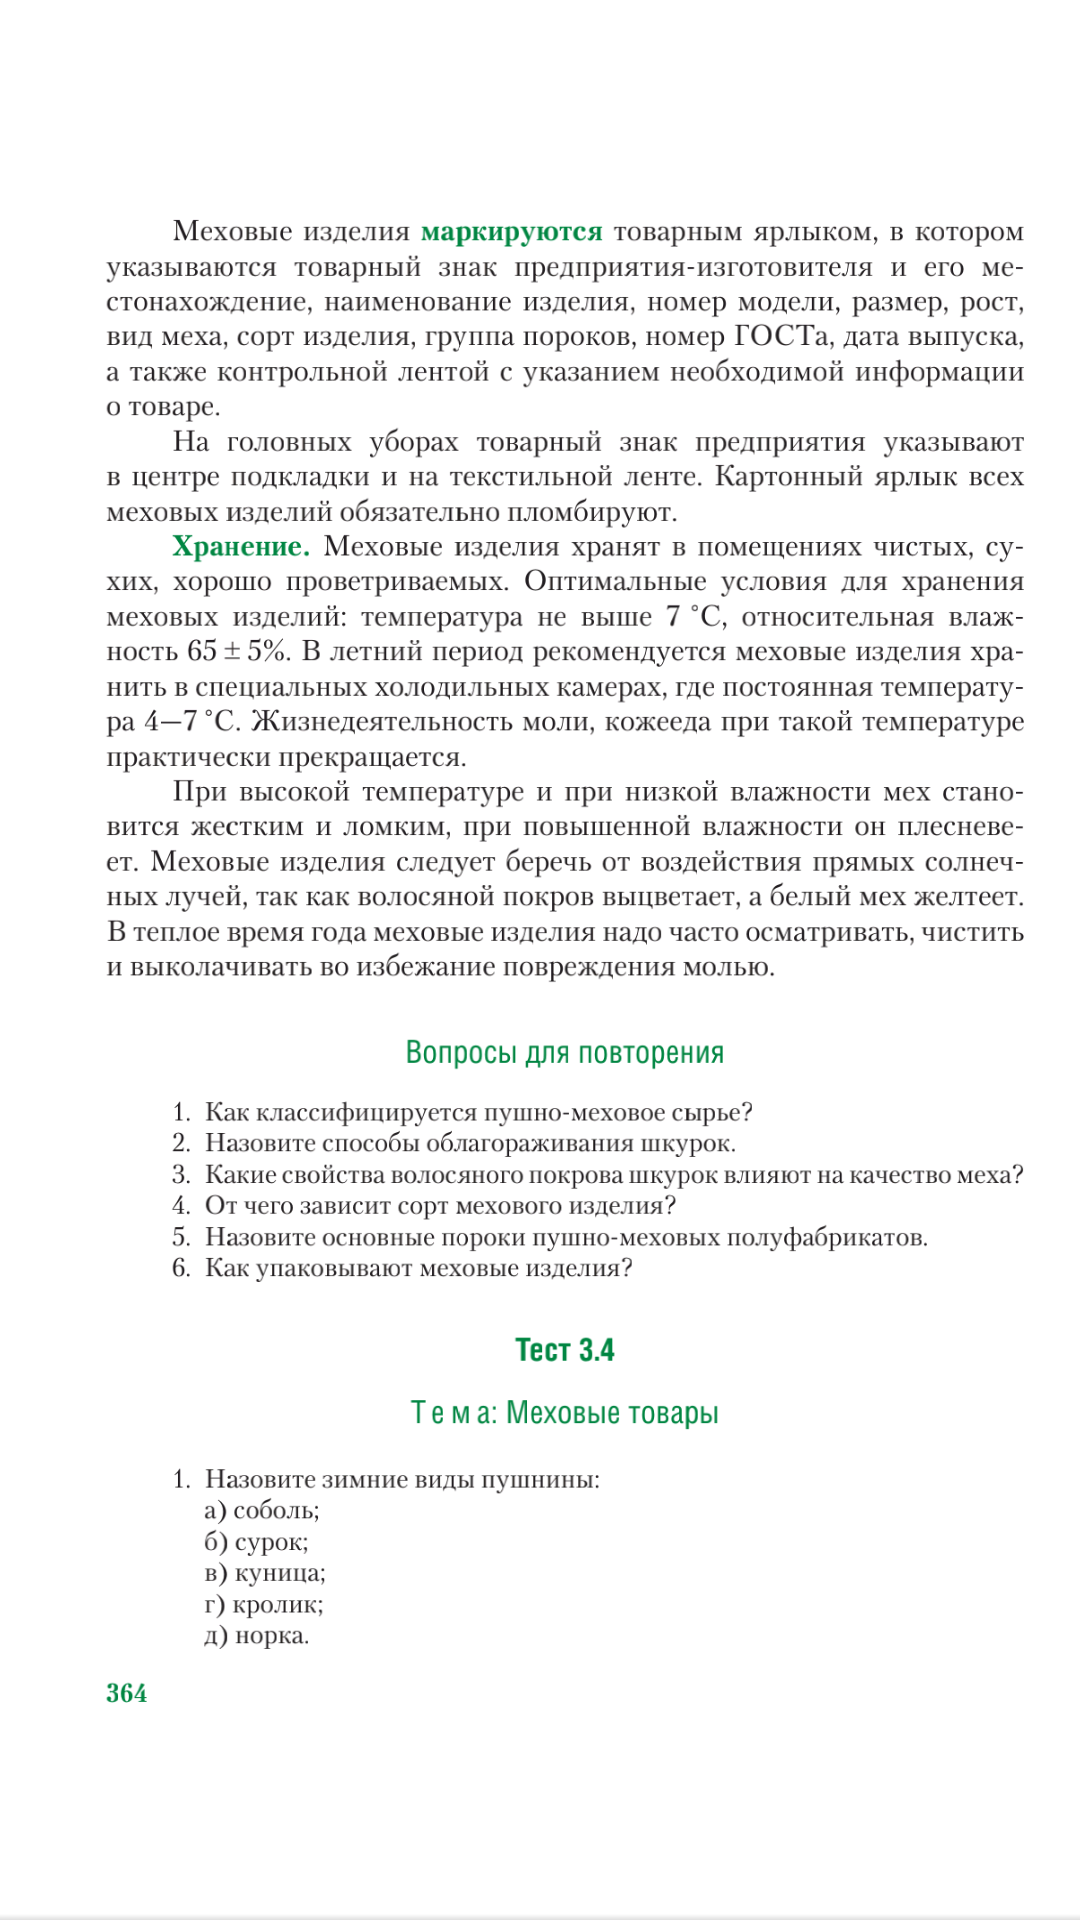 Меховые изделия маркируются товарным ярлыком, в котором
указываются товарный знак предприятия-изготовителя и его ме-
стонахождение, наименование изделия, номер модели, размер, рост,
вид меха, сорт изделия, группа пороков, номер ГОСТа, дата выпуска,
а также контрольной лентой с указанием необходимой информации
о товаре.
На головных уборах товарный знак предприятия указывают
в центре подкладки и на текстильной ленте. Картонный ярлык всех
меховых изделий обязательно пломбируют.
Хранение. Меховые изделия хранят в помещениях чистых, су-
хих, хорошо проветриваемых. Оптимальные условия для хранения
меховых изделий: температура не выше 7 °С, относительная влаж-
ность 65 ± 5%. В летний период рекомендуется меховые изделия хра-
нить в специальных холодильных камерах, где постоянная температу-
ра 4—7 °С. Жизнедеятельность моли, кожееда при такой температуре
практически прекращается.
При высокой температуре и при низкой влажности мех стано-
вится жестким и ломким, при повышенной влажности он плесневе-
ет. Меховые изделия следует беречь от воздействия прямых солнеч-
ных лучей, так как волосяной покров выцветает, а белый мех желтеет.
В теплое время года меховые изделия надо часто осматривать, чистить
и выколачивать во избежание повреждения молью.
Вопросы для повторения
1. Как классифицируется пушно-меховое сырье?
2. Назовите способы облагораживания шкурок.
3. Какие свойства волосяного покрова шкурок влияют на качество меха?
4. От чего зависит сорт мехового изделия?
5. Назовите основные пороки пушно-меховых полуфабрикатов.
6. Как упаковывают меховые изделия?
Тест 3.4
Т е м а: Меховые товары
1. Назовите зимние виды пушнины:
а) соболь;
б) сурок;
в) куница;
г) кролик;
д) норка.
364